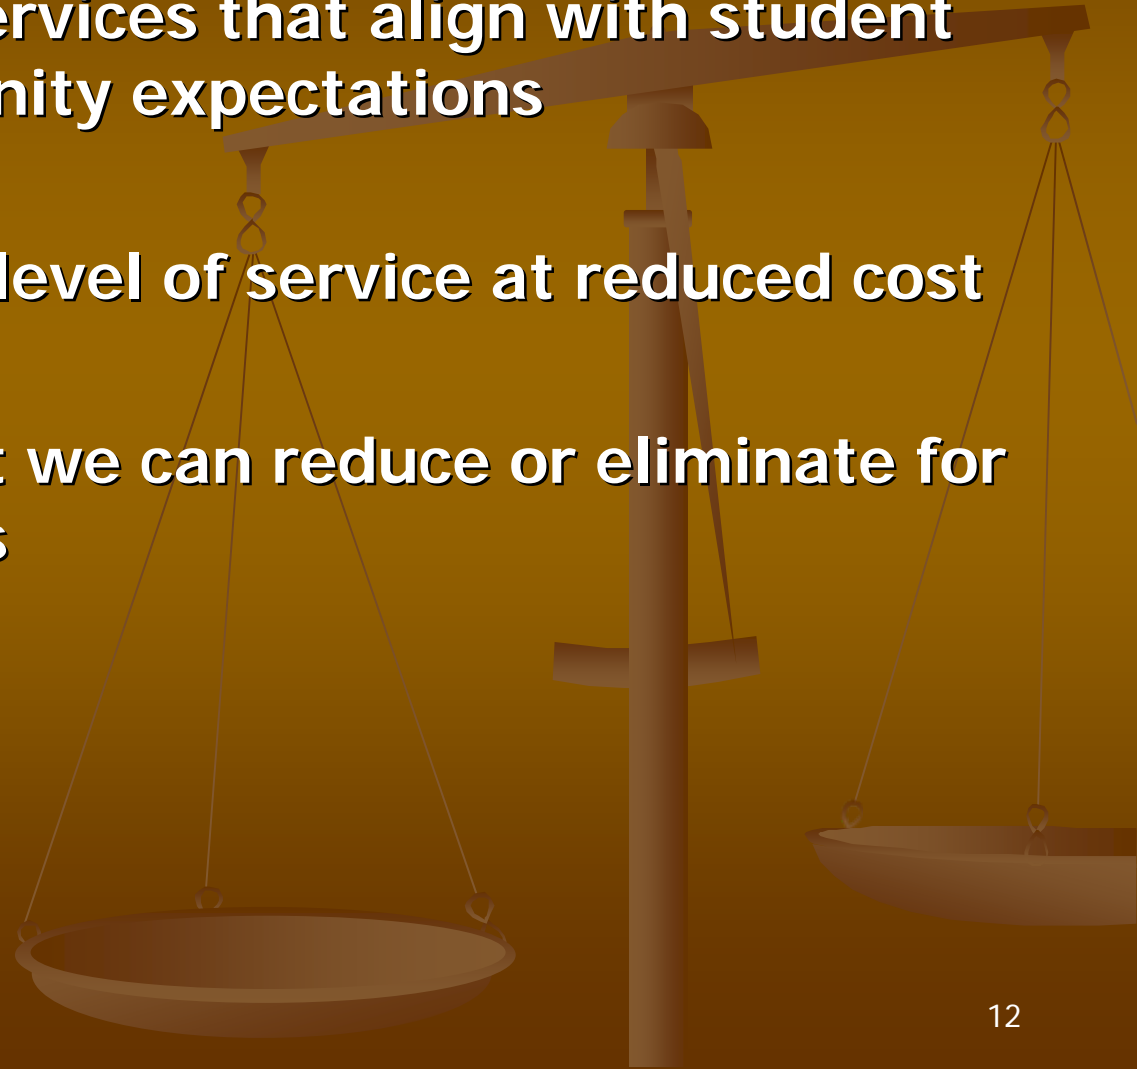 ervices that align with student
nity expectations
level of service at reduced cost
t we can reduce or eliminate for
s
12